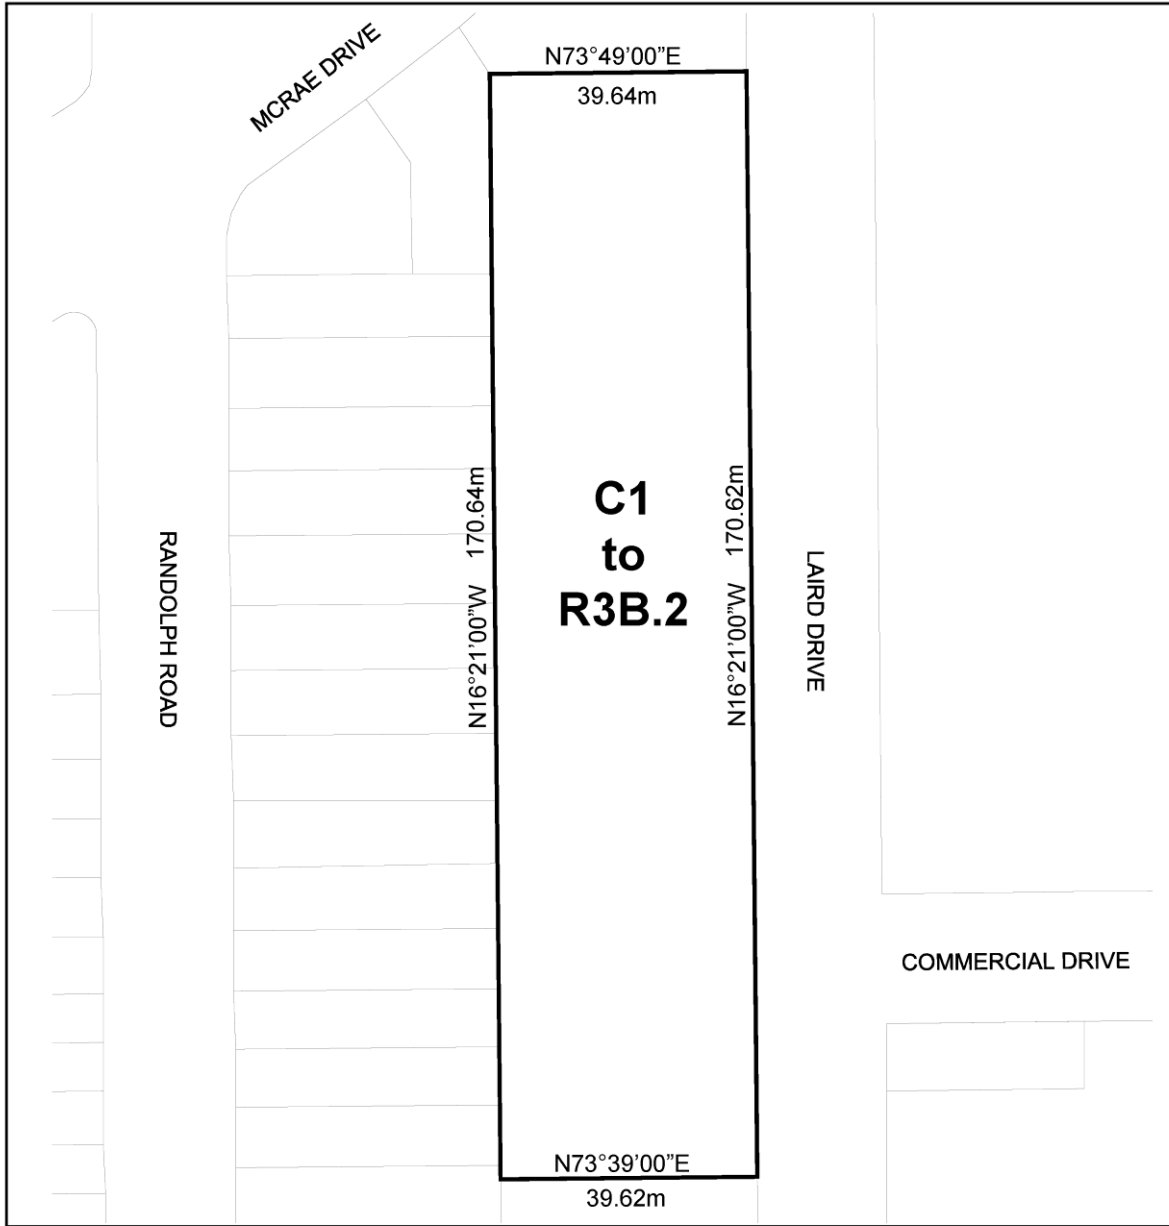 MCRAE DRIVE
N73°49’00”E
39.64m
N16°21’00”W 170.64m
C1
to
R3B.2
N16°21’00”W 170.62m
RANDOLPH ROAD
LAIRD DRIVE
COMMERCIAL DRIVE
N73°39’00”E
39.62m